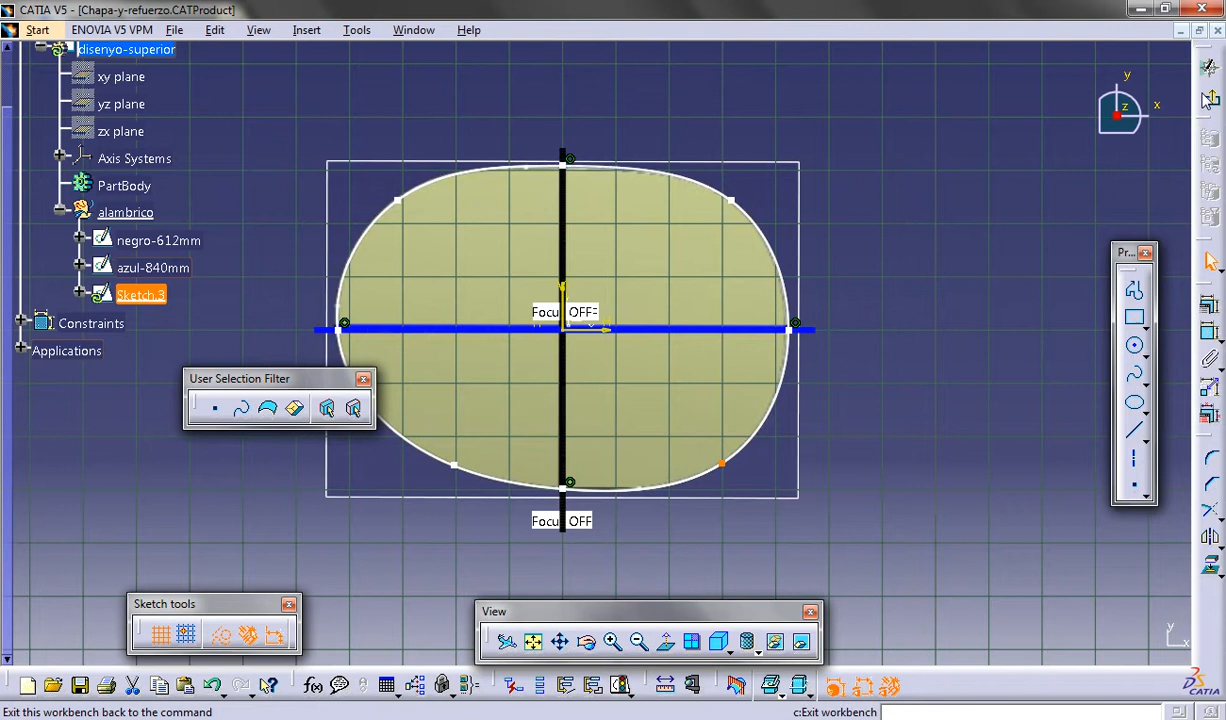 CATIA V5 - [Chapa-y-refuerzo.CATProduct]
Start ENOVIA V5 VPM File Edit View Insert Tools Window Help
disenyo-superior
xy plane
yz plane
zx plane
Axis Systems
PartBody
alambrico
negro-612mm
azul-840mm
Sketch.3
Constraints
Applications
y
x
z
Pr...
Focu OFF
User Selection Filter
Focu OFF
Sketch tools
View
y
x
f(x)
CATIA
Exit this workbench back to the command
c:Exit workbench